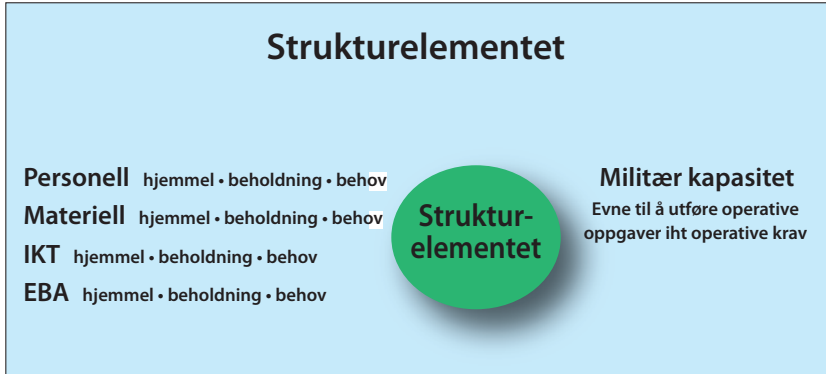 Strukturelementet
Personell hjemmel • beholdning • behov
Materiell hjemmel • beholdning • behov
IKT hjemmel • beholdning • behov
EBA hjemmel • beholdning • behov
Struktur-
elementet
Militær kapasitet
Evne til å utføre operative
oppgaver iht operative krav